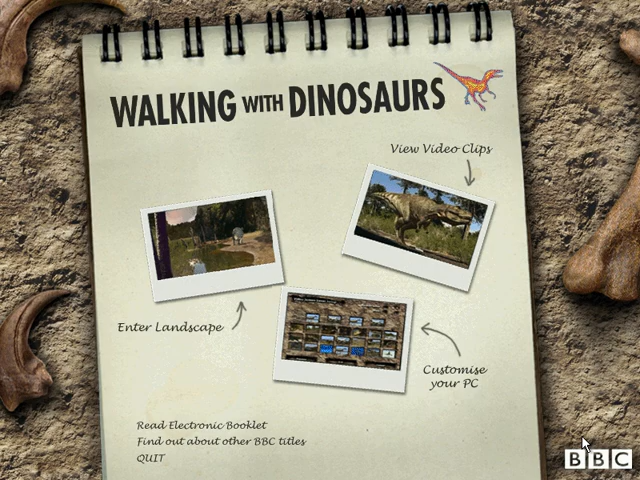 WALKING WITH DINOSAURS
View Video Clips
Enter Landscape
Customise
your PC
Read Electronic Booklet
Find out about other BBC titles
QUIT
BBC